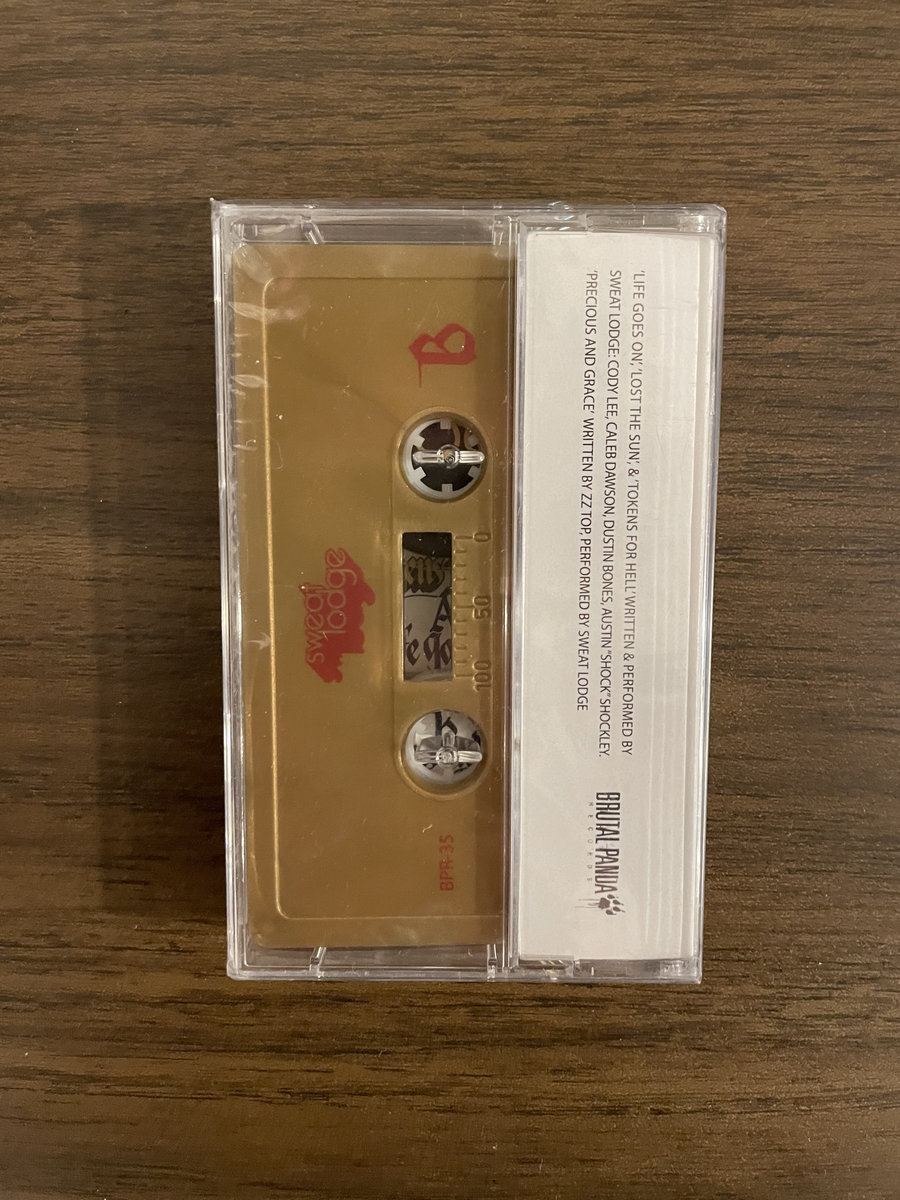 'LIFE GOES ON', 'LOST THE SUN', & 'TOKENS FOR HELL' WRITTEN & PERFORMED BY
SWEAT LODGE: CODY LEE, CALEB DAWSON, DUSTIN BONES, AUSTIN "SHOCK" SHOCKLEY.
'PRECIOUS AND GRACE' WRITTEN BY ZZ TOP, PERFORMED BY SWEAT LODGE
BRUTAL PANDA
RECORDS
B
0 50 100
sweat
lodge
BPR-35